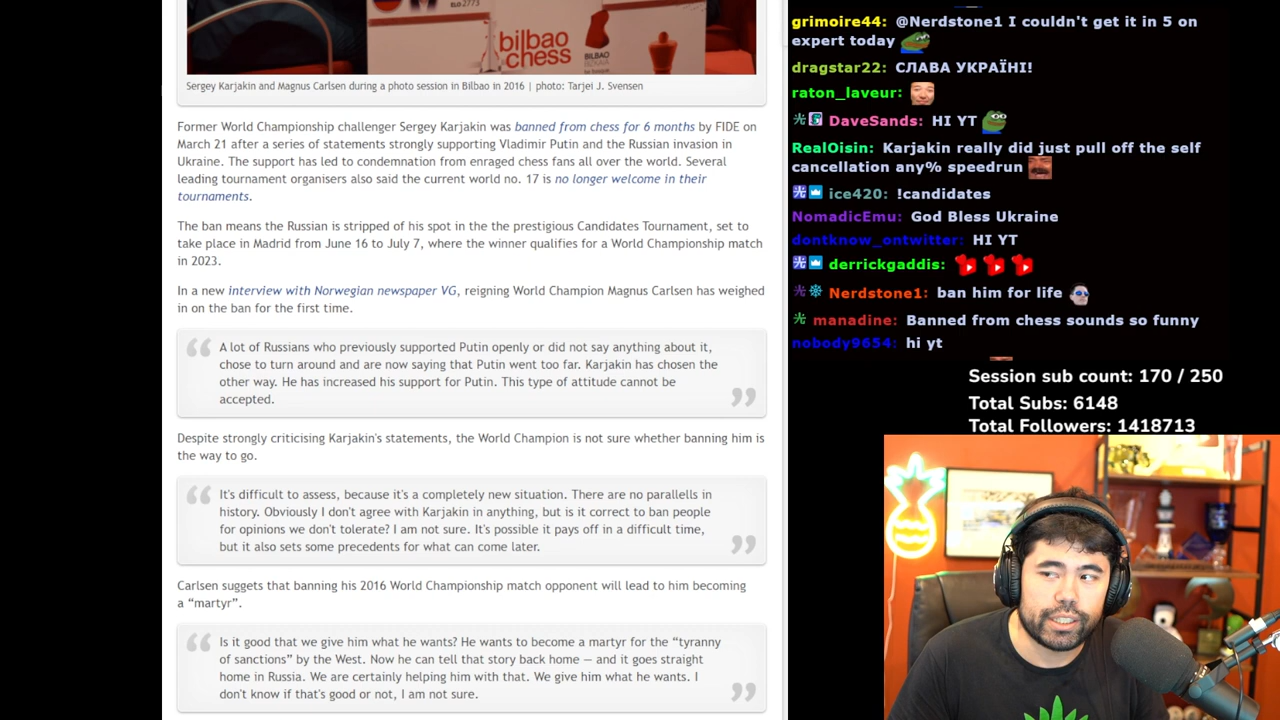 ELO 2773
bilbao
chess
BILBAO
BIZKAIA
Sergey Karjakin and Magnus Carlsen during a photo session in Bilbao in 2016 | photo: Tarjei J. Svensen
Former World Championship challenger Sergey Karjakin was banned from chess for 6 months by FIDE on
March 21 after a series of statements strongly supporting Vladimir Putin and the Russian invasion in
Ukraine. The support has led to condemnation from enraged chess fans all over the world. Several
leading tournament organisers also said the current world no. 17 is no longer welcome in their
tournaments.
The ban means the Russian is stripped of his spot in the the prestigious Candidates Tournament, set to
take place in Madrid from June 16 to July 7, where the winner qualifies for a World Championship match
in 2023.
In a new interview with Norwegian newspaper VG, reigning World Champion Magnus Carlsen has weighed
in on the ban for the first time.
A lot of Russians who previously supported Putin openly or did not say anything about it,
chose to turn around and are now saying that Putin went too far. Karjakin has chosen the
other way. He has increased his support for Putin. This type of attitude cannot be
accepted.
Despite strongly criticising Karjakin's statements, the World Champion is not sure whether banning him is
the way to go.
It's difficult to assess, because it's a completely new situation. There are no parallells in
history. Obviously I don't agree with Karjakin in anything, but is it correct to ban people
for opinions we don't tolerate? I am not sure. It's possible it pays off in a difficult time,
but it also sets some precedents for what can come later.
Carlsen suggests that banning his 2016 World Championship match opponent will lead to him becoming
a “martyr”.
Is it good that we give him what he wants? He wants to become a martyr for the “tyranny
of sanctions” by the West. Now he can tell that story back home — and it goes straight
home in Russia. We are certainly helping him with that. We give him what he wants. I
don't know if that's good or not, I am not sure.
grimoire44: @Nerdstone1 I couldn't get it in 5 on
expert today
dragstar22: СЛАВА УКРАЇНІ!
raton_laveur:
DaveSands: HI YT
RealOisin: Karjakin really did just pull off the self
cancellation any% speedrun
ice420: !candidates
NomadicEmu: God Bless Ukraine
dontknow_ontwitter: HI YT
derrickgaddis:
Nerdstone1: ban him for life
manadine: Banned from chess sounds so funny
nobody9654: hi yt
Session sub count: 170 / 250
Total Subs: 6148
Total Followers: 1418713